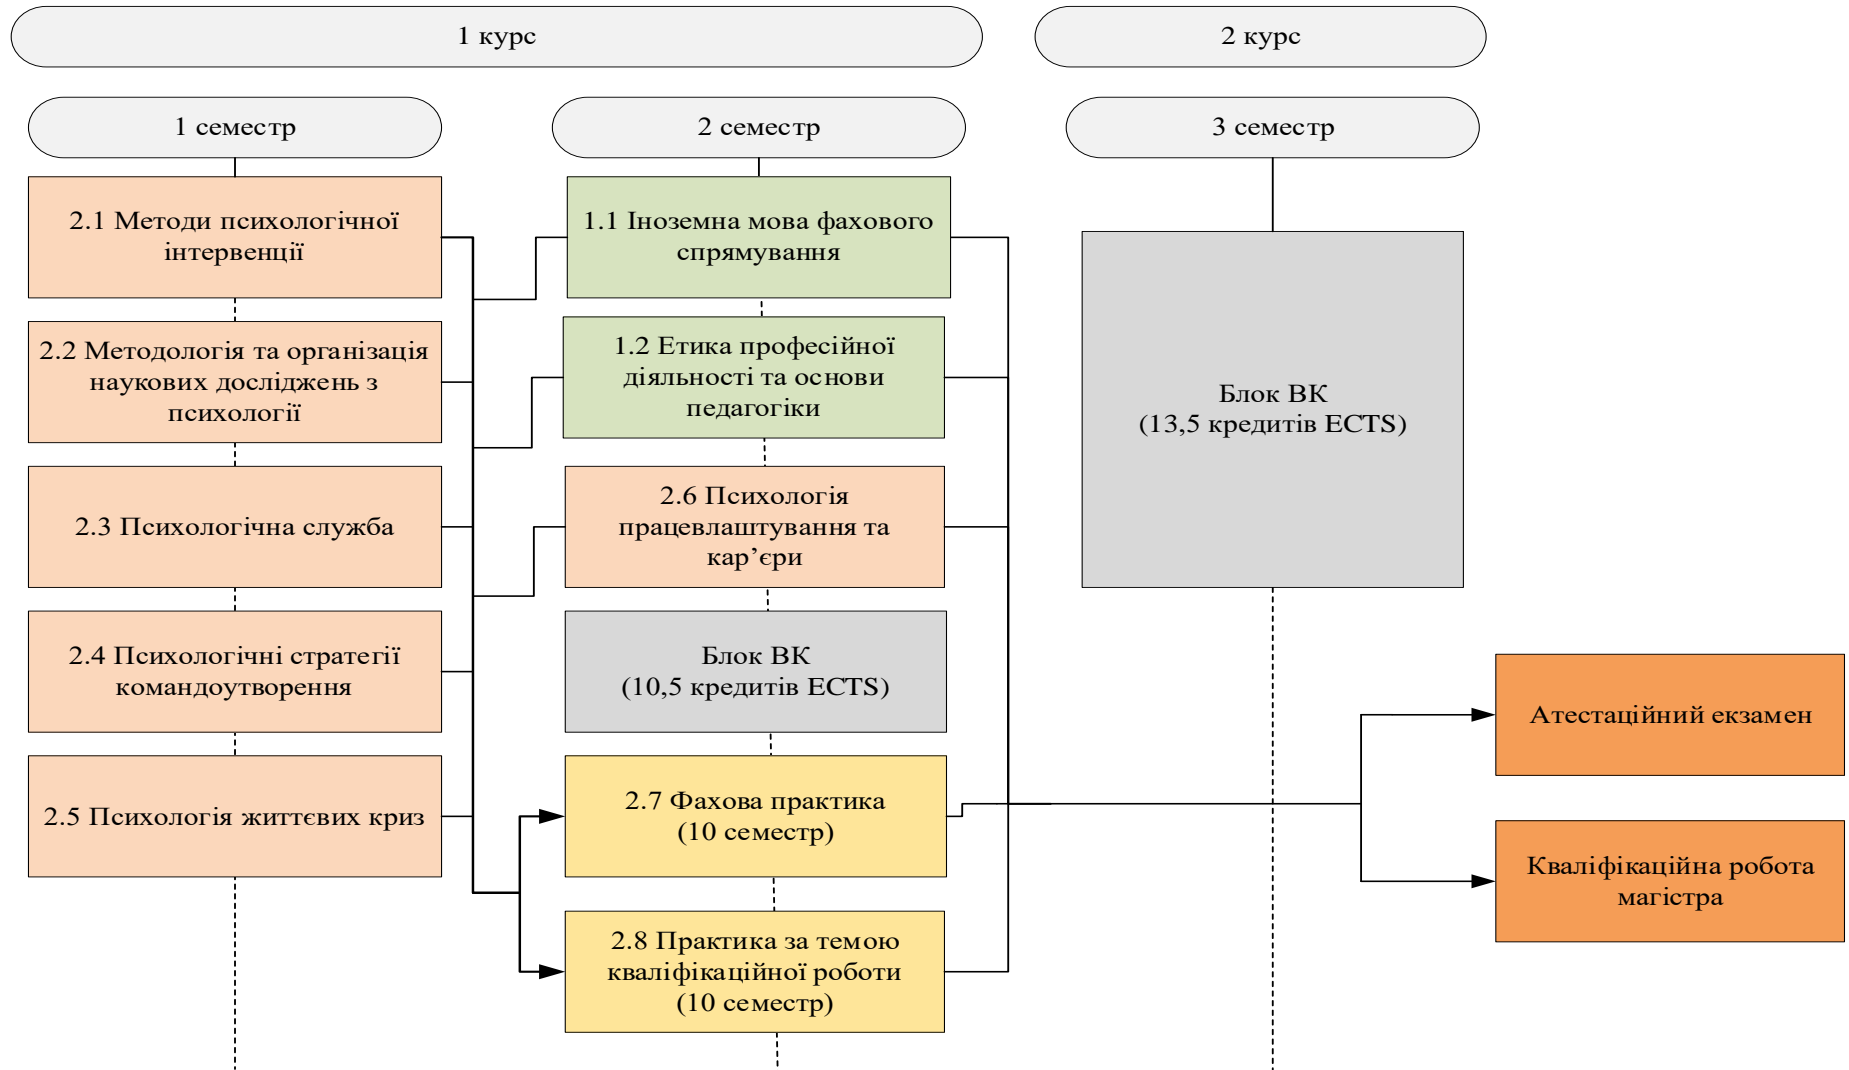 1 курс
2 курс
1 семестр
2 семестр
3 семестр
2.1 Методи психологічної
інтервенції
2.2 Методологія та організація
наукових досліджень з
психології
2.3 Психологічна служба
2.4 Психологічні стратегії
командоутворення
2.5 Психологія життєвих криз
1.1 Іноземна мова фахового
спрямування
1.2 Етика професійної
діяльності та основи
педагогіки
2.6 Психологія
працевлаштування та
кар’єри
Блок ВК
(10,5 кредитів ECTS)
2.7 Фахова практика
(10 семестр)
2.8 Практика за темою
кваліфікаційної роботи
(10 семестр)
Блок ВК
(13,5 кредитів ECTS)
Атестаційний екзамен
Кваліфікаційна робота
магістра